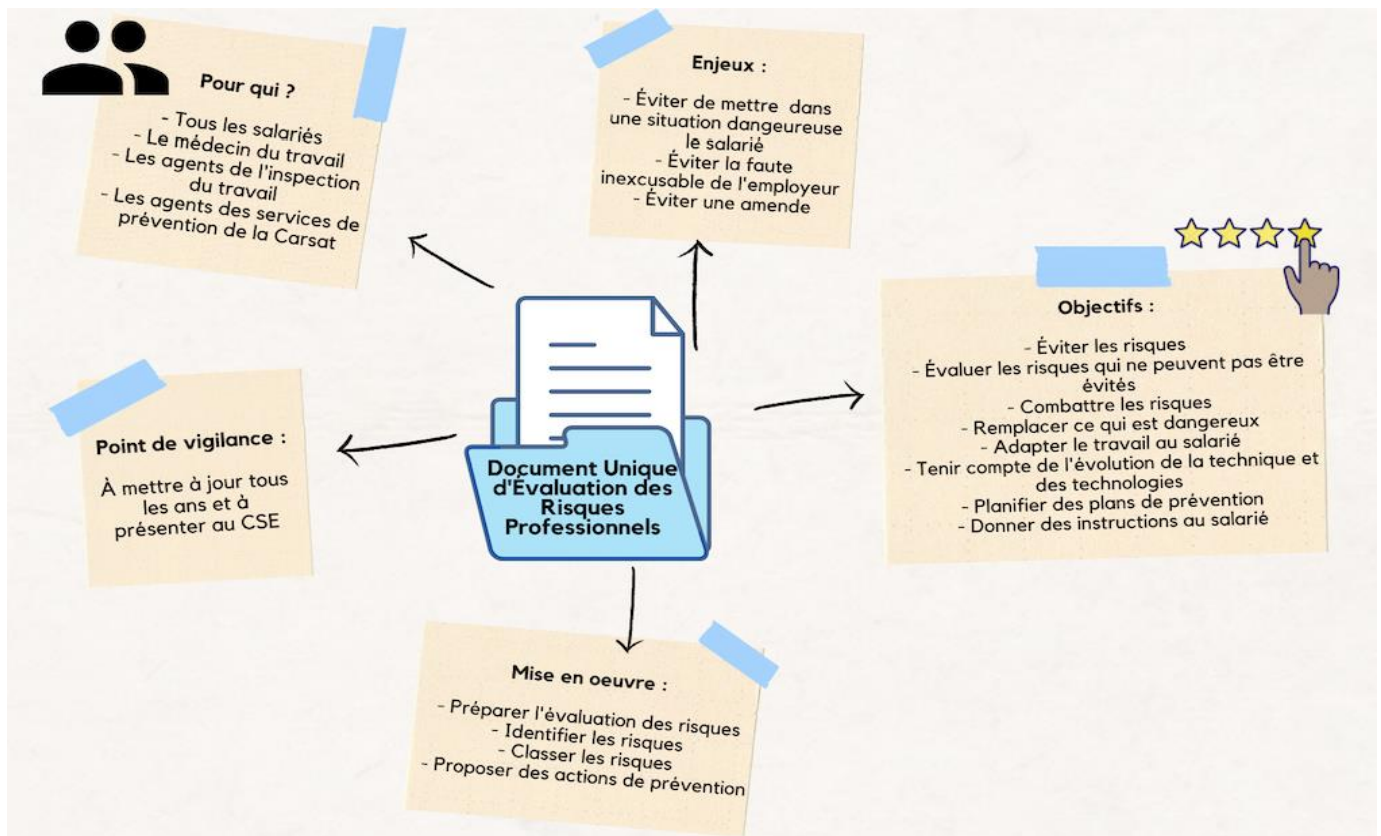 Pour qui ?
- Tous les salariés
- Le médecin du travail
- Les agents de l'inspection
du travail
- Les agents des services de
prévention de la Carsat
Enjeux :
- Éviter de mettre dans
une situation dangeureuse
le salarié
- Éviter la faute
inexcusable de l'employeur
- Éviter une amende
Objectifs :
- Éviter les risques
- Évaluer les risques qui ne peuvent pas être
évités
- Combattre les risques
- Remplacer ce qui est dangereux
- Adapter le travail au salarié
- Tenir compte de l'évolution de la technique et
des technologies
- Planifier des plans de prévention
- Donner des instructions au salarié
Point de vigilance :
À mettre à jour tous
les ans et à
présenter au CSE
Document Unique
d'Évaluation des
Risques
Professionnels
Mise en oeuvre :
- Préparer l'évaluation des risques
- Identifier les risques
- Classer les risques
- Proposer des actions de prévention